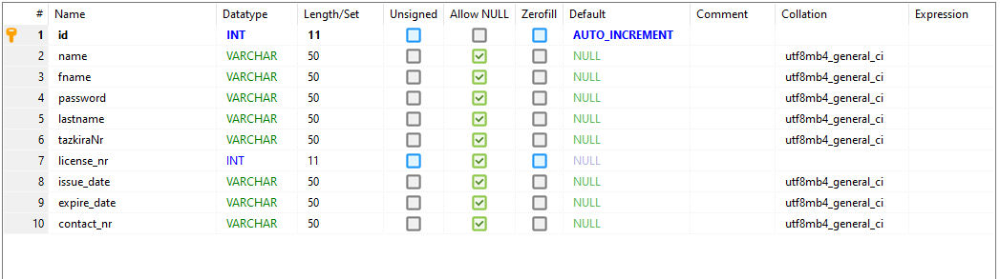 # Name Datatype Length/Set Unsigned Allow NULL Zerofill Default Comment Collation Expression
1 id INT 11 AUTO_INCREMENT
2 name VARCHAR 50 NULL utf8mb4_general_ci
3 fname VARCHAR 50 NULL utf8mb4_general_ci
4 password VARCHAR 50 NULL utf8mb4_general_ci
5 lastname VARCHAR 50 NULL utf8mb4_general_ci
6 tazkiraNr VARCHAR 50 NULL utf8mb4_general_ci
7 license_nr INT 11 NULL
8 issue_date VARCHAR 50 NULL utf8mb4_general_ci
9 expire_date VARCHAR 50 NULL utf8mb4_general_ci
10 contact_nr VARCHAR 50 NULL utf8mb4_general_ci